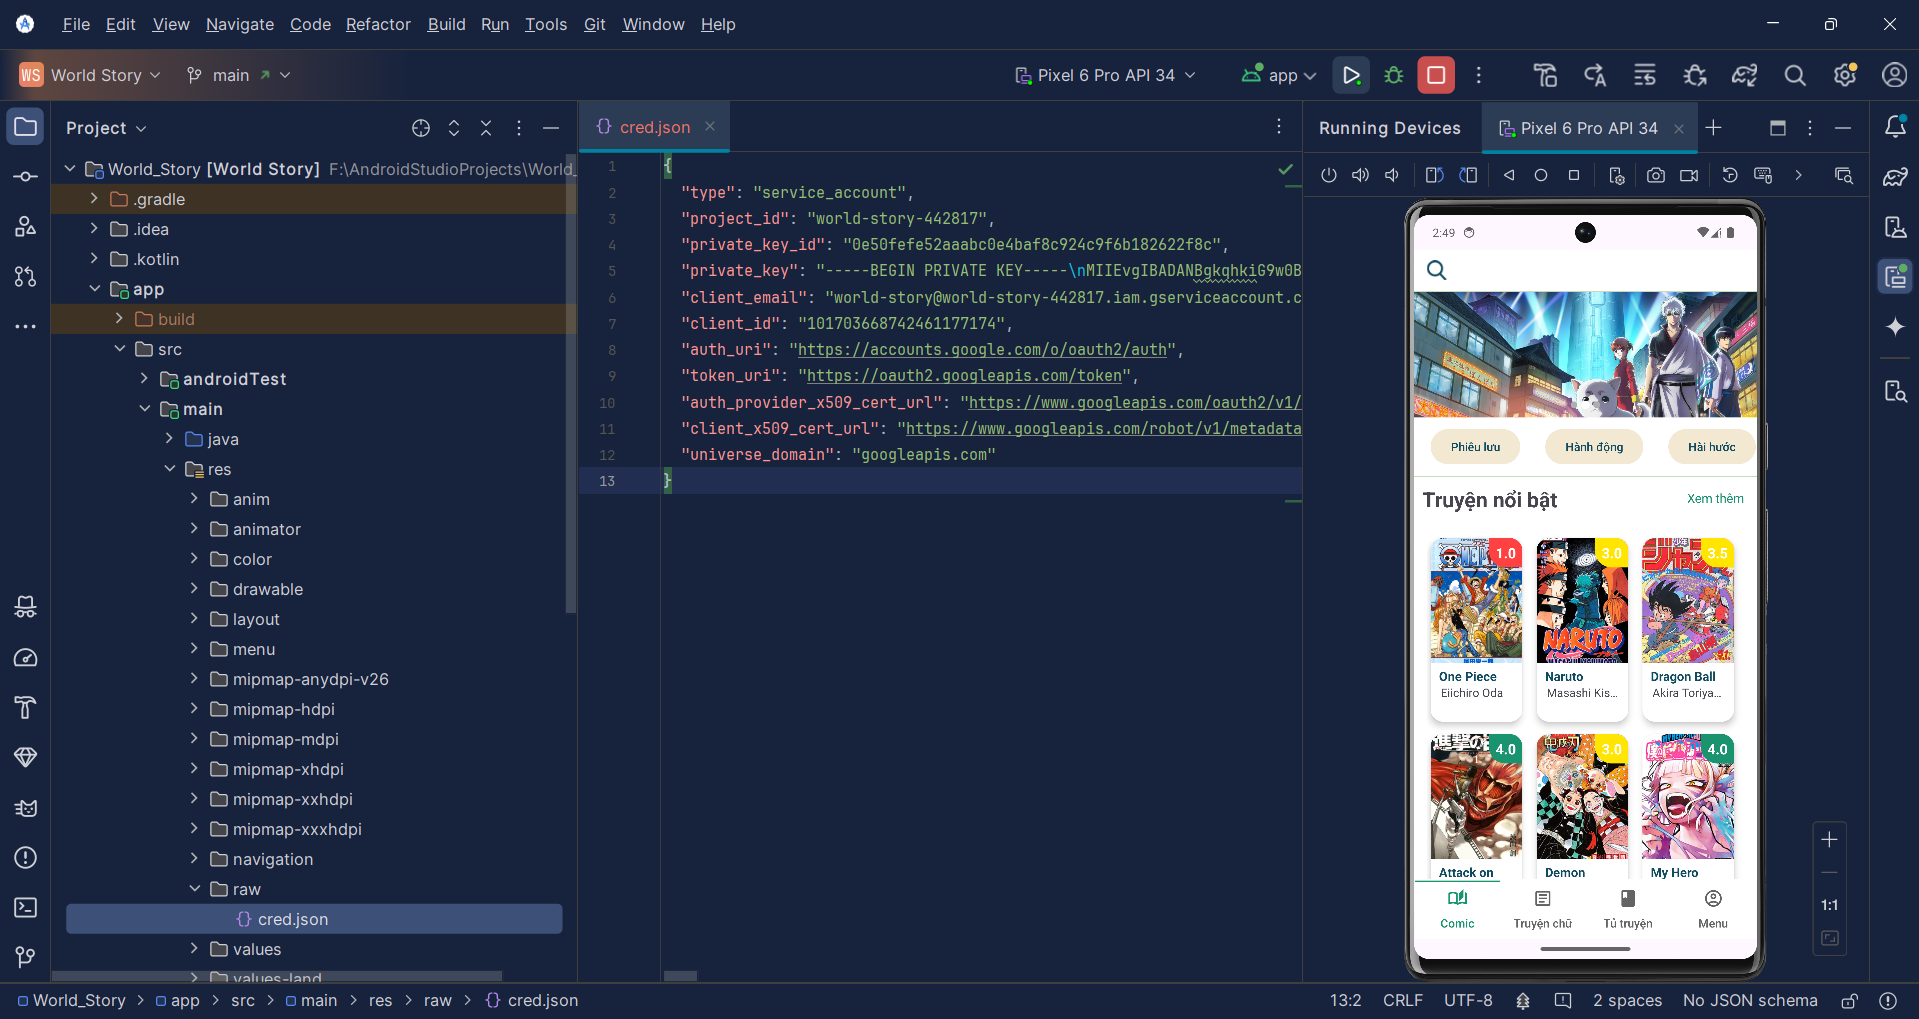 File Edit View Navigate Code Refactor Build Run Tools Git Window Help
WS World Story main Pixel 6 Pro API 34 app
Project
World_Story [World Story] F:\AndroidStudioProjects\World_
.gradle
.idea
.kotlin
app
build
src
androidTest
main
java
res
anim
animator
color
drawable
layout
menu
mipmap-anydpi-v26
mipmap-hdpi
mipmap-mdpi
mipmap-xhdpi
mipmap-xxhdpi
mipmap-xxxhdpi
navigation
raw
cred.json
values
values-land
cred.json
1 {
2 "type": "service_account",
3 "project_id": "world-story-442817",
4 "private_key_id": "0e50fefe52aaabc0e4baf8c924c9f6b182622f8c",
5 "private_key": "-----BEGIN PRIVATE KEY-----\nMIIEvgIBADANBgkqhkiG9w0B
6 "client_email": "world-story@world-story-442817.iam.gserviceaccount.c
7 "client_id": "101703668742461177174",
8 "auth_uri": "https://accounts.google.com/o/oauth2/auth",
9 "token_uri": "https://oauth2.googleapis.com/token",
10 "auth_provider_x509_cert_url": "https://www.googleapis.com/oauth2/v1/
11 "client_x509_cert_url": "https://www.googleapis.com/robot/v1/metadata
12 "universe_domain": "googleapis.com"
13 }
Running Devices Pixel 6 Pro API 34
2:49
Phiêu lưu Hành động Hài hước
Truyện nổi bật Xem thêm
1.0 3.0 3.5
NARUTO
One Piece Naruto Dragon Ball
Eiichiro Oda Masashi Kis... Akira Toriya...
4.0 3.0 4.0
Attack on Demon My Hero
Comic Truyện chữ Tủ truyện Menu
1:1
World_Story > app > src > main > res > raw > cred.json
13:2 CRLF UTF-8 2 spaces No JSON schema